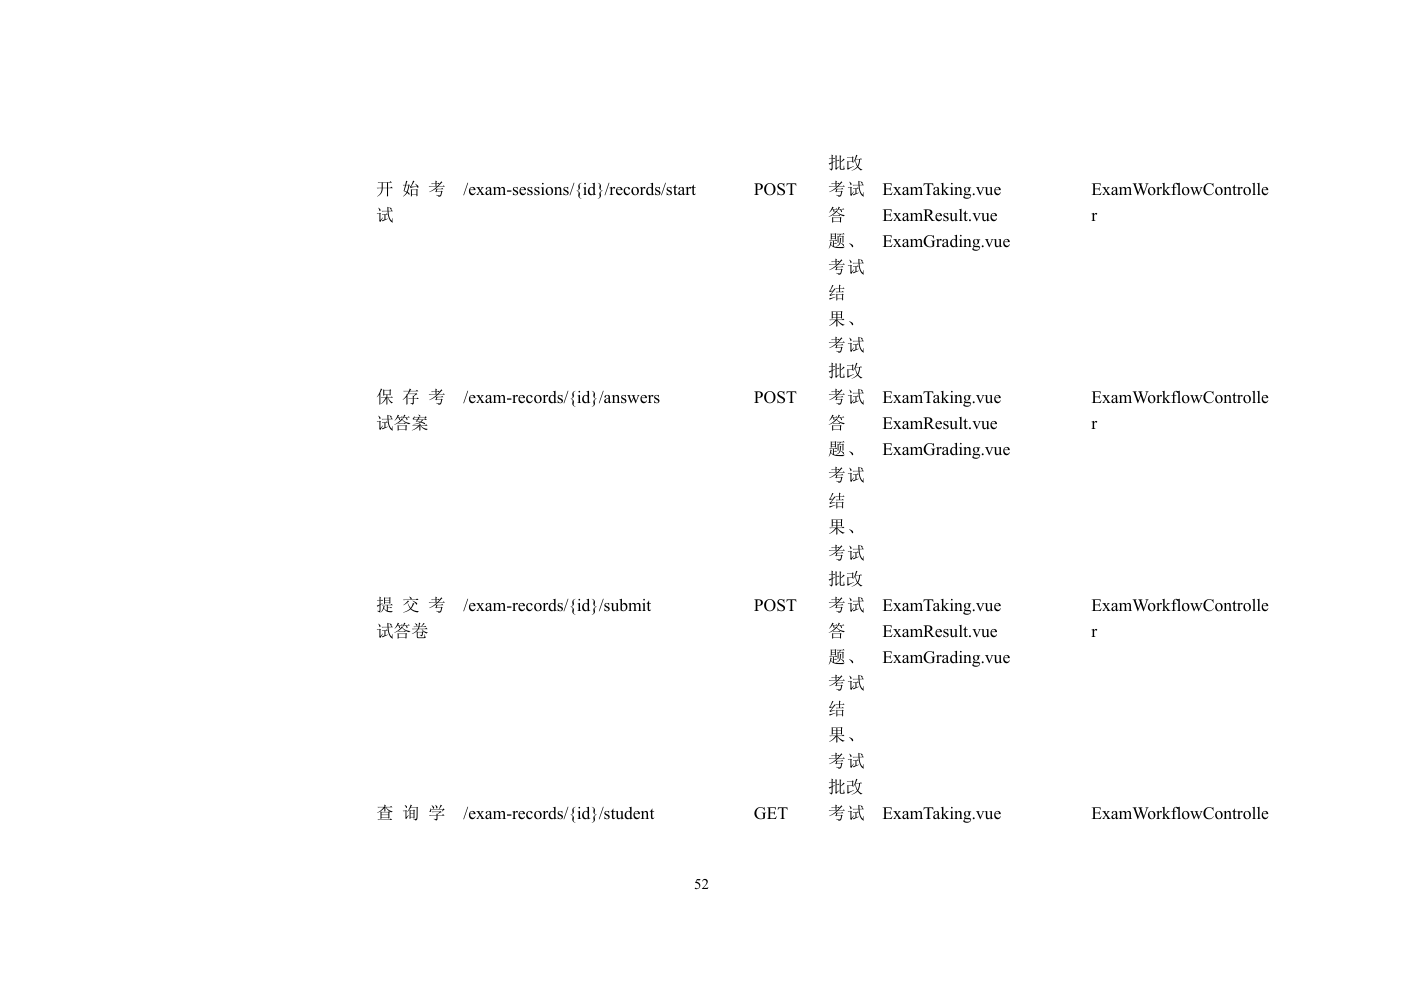 批改
开始考 /exam-sessions/{id}/records/start POST 考试 ExamTaking.vue ExamWorkflowControlle
试 答 ExamResult.vue r
题、 ExamGrading.vue
考试
结
果、
考试
批改
保存考 /exam-records/{id}/answers POST 考试 ExamTaking.vue ExamWorkflowControlle
试答案 答 ExamResult.vue r
题、 ExamGrading.vue
考试
结
果、
考试
批改
提交考 /exam-records/{id}/submit POST 考试 ExamTaking.vue ExamWorkflowControlle
试答卷 答 ExamResult.vue r
题、 ExamGrading.vue
考试
结
果、
考试
批改
查询学 /exam-records/{id}/student GET 考试 ExamTaking.vue ExamWorkflowControlle
52